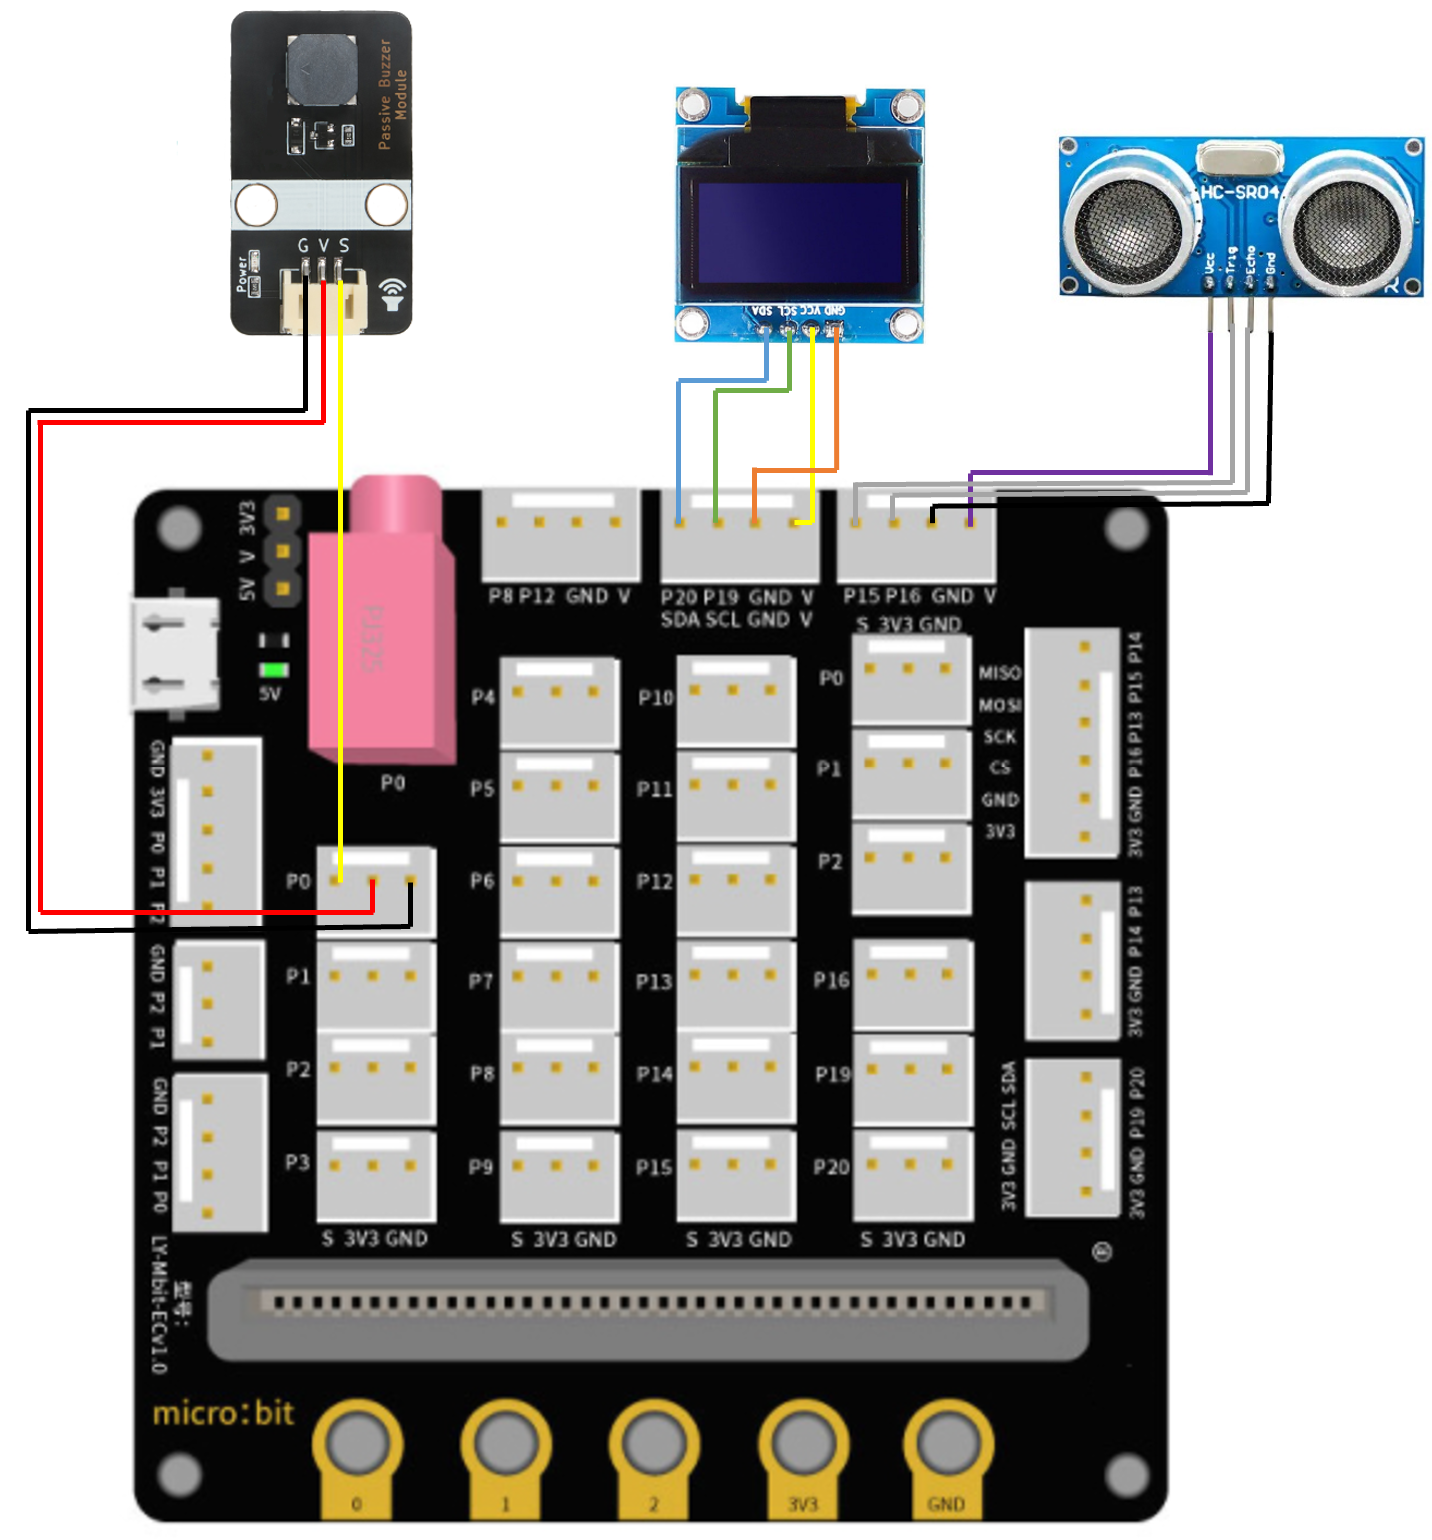 Passive Buzzer
Module
G V S
Power
GND VCC SCL SDA
HC-SR04
Vcc
Trig
Echo
Gnd
3V3
V
5V
5V
P8 P12 GND V
P20 P19 GND V
SDA SCL GND V
P15 P16 GND V
S 3V3 GND
P0
P0
P1
P2
P3
P4
P5
P6
P7
P8
P9
P10
P11
P12
P13
P14
P15
P0
P1
P2
P16
P19
P20
MISO
MOSI
SCK
CS
GND
3V3
3V3 GND P16 P13 P15 P14
3V3 GND P14 P13
3V3 GND SCL SDA
3V3 GND P19 P20
GND 3V3 P0 P1 P2
GND P2 P1
GND P2 P1 P0
S 3V3 GND
S 3V3 GND
S 3V3 GND
S 3V3 GND
型号:
LY-Mbit-ECv1.0
micro:bit
0
1
2
3V3
GND